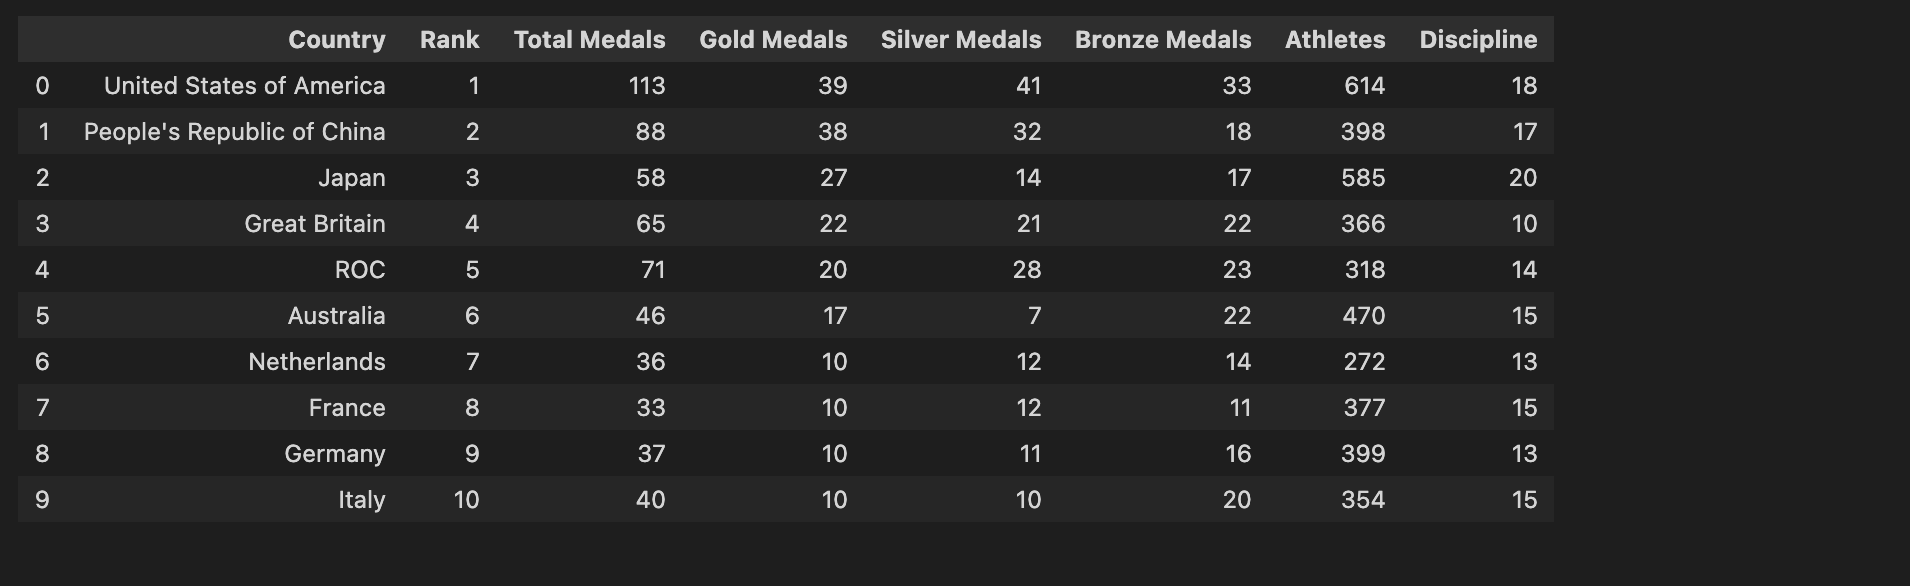 Country Rank Total Medals Gold Medals Silver Medals Bronze Medals Athletes Discipline
0 United States of America 1 113 39 41 33 614 18
1 People's Republic of China 2 88 38 32 18 398 17
2 Japan 3 58 27 14 17 585 20
3 Great Britain 4 65 22 21 22 366 10
4 ROC 5 71 20 28 23 318 14
5 Australia 6 46 17 7 22 470 15
6 Netherlands 7 36 10 12 14 272 13
7 France 8 33 10 12 11 377 15
8 Germany 9 37 10 11 16 399 13
9 Italy 10 40 10 10 20 354 15